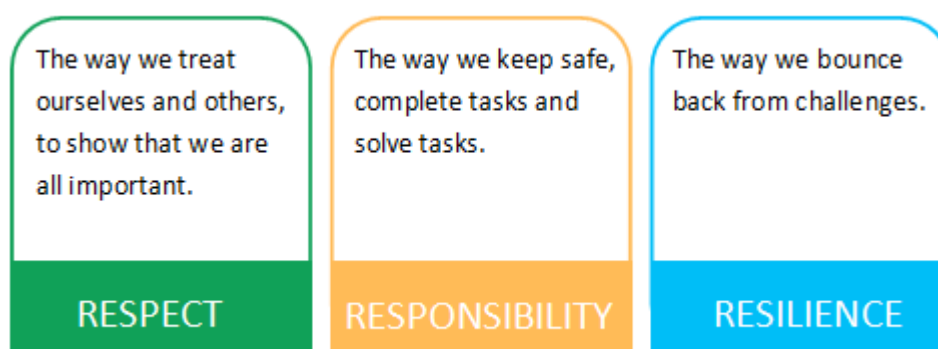 The way we treat
ourselves and others,
to show that we are
all important.
RESPECT
The way we keep safe,
complete tasks and
solve tasks.
RESPONSIBILITY
The way we bounce
back from challenges.
RESILIENCE